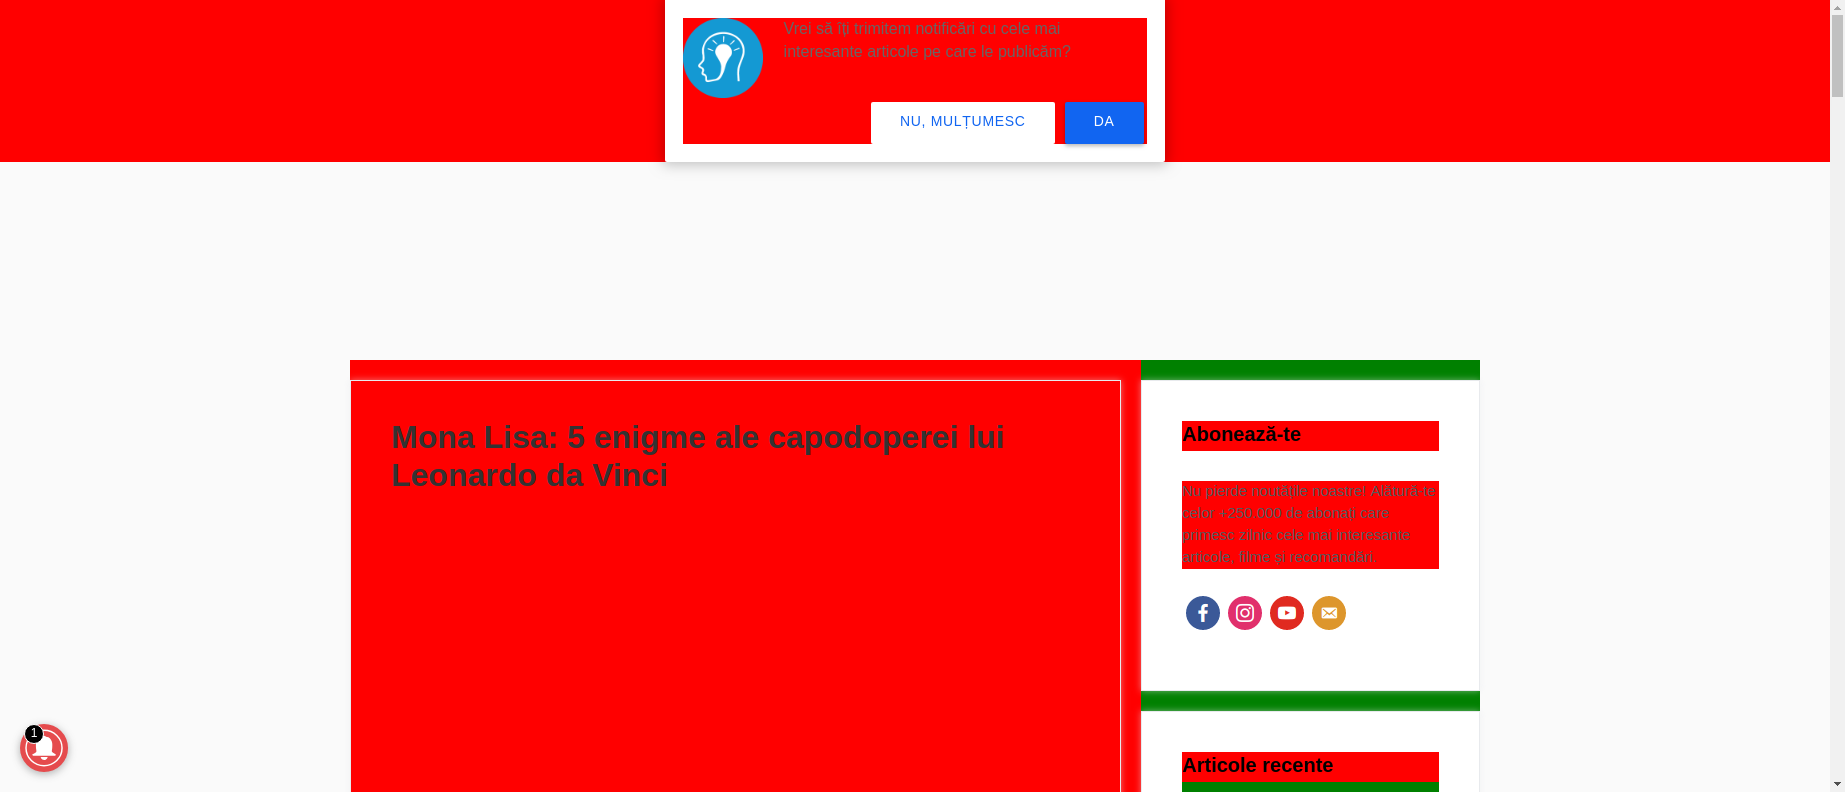 Vrei să îți trimitem notificări cu cele mai
interesante articole pe care le publicăm?
NU, MULȚUMESC
DA
Mona Lisa: 5 enigme ale capodoperei lui
Leonardo da Vinci
Abonează-te
Nu pierde noutățile noastre! Alătură-te
celor +250.000 de abonați care
primesc zilnic cele mai interesante
articole, filme și recomandări.
1
Articole recente